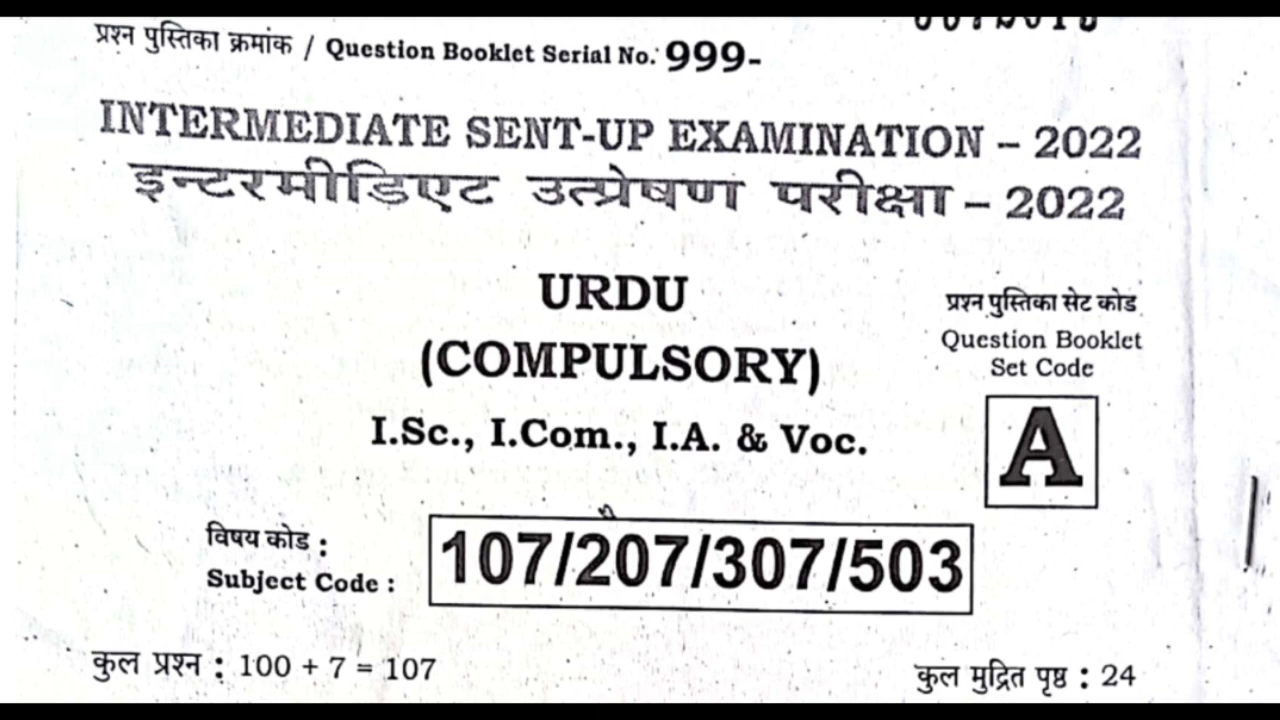 प्रश्न पुस्तिका क्रमांक / Question Booklet Serial No.: 999-
INTERMEDIATE SENT-UP EXAMINATION – 2022
इन्टरमीडिएट उत्प्रेषण परीक्षा – 2022
URDU
(COMPULSORY)
I.Sc., I.Com., I.A. & Voc.
प्रश्न पुस्तिका सेट कोड
Question Booklet
Set Code
A
विषय कोड :
Subject Code :
107/207/307/503
कुल प्रश्न : 100 + 7 = 107
कुल मुद्रित पृष्ठ : 24